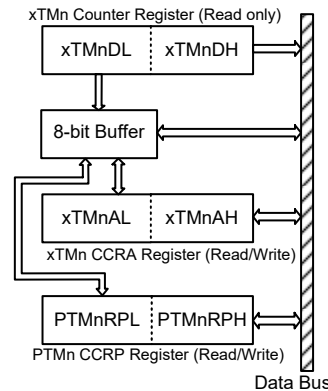 xTMn Counter Register (Read only)
xTMnDL xTMnDH
8-bit Buffer
xTMnAL xTMnAH
xTMn CCRA Register (Read/Write)
PTMnRPL PTMnRPH
PTMn CCRP Register (Read/Write)
Data Bus